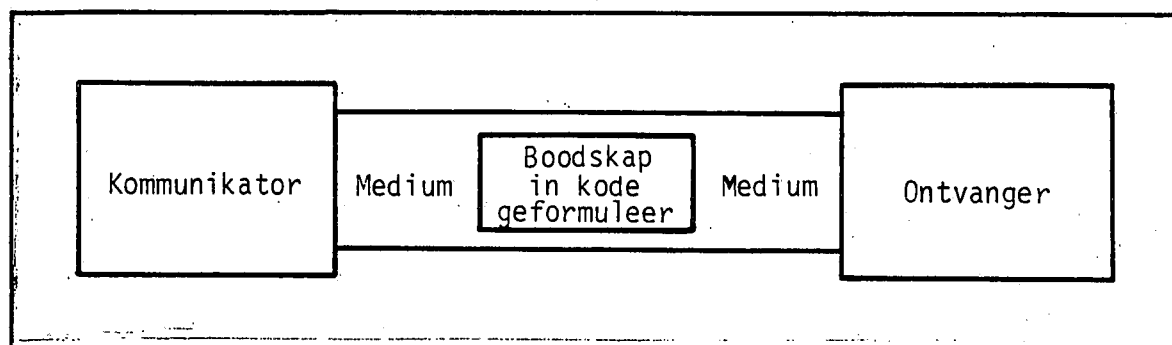 Kommunikator
Medium
Boodskap
in kode
geformuleer
Medium
Ontvanger